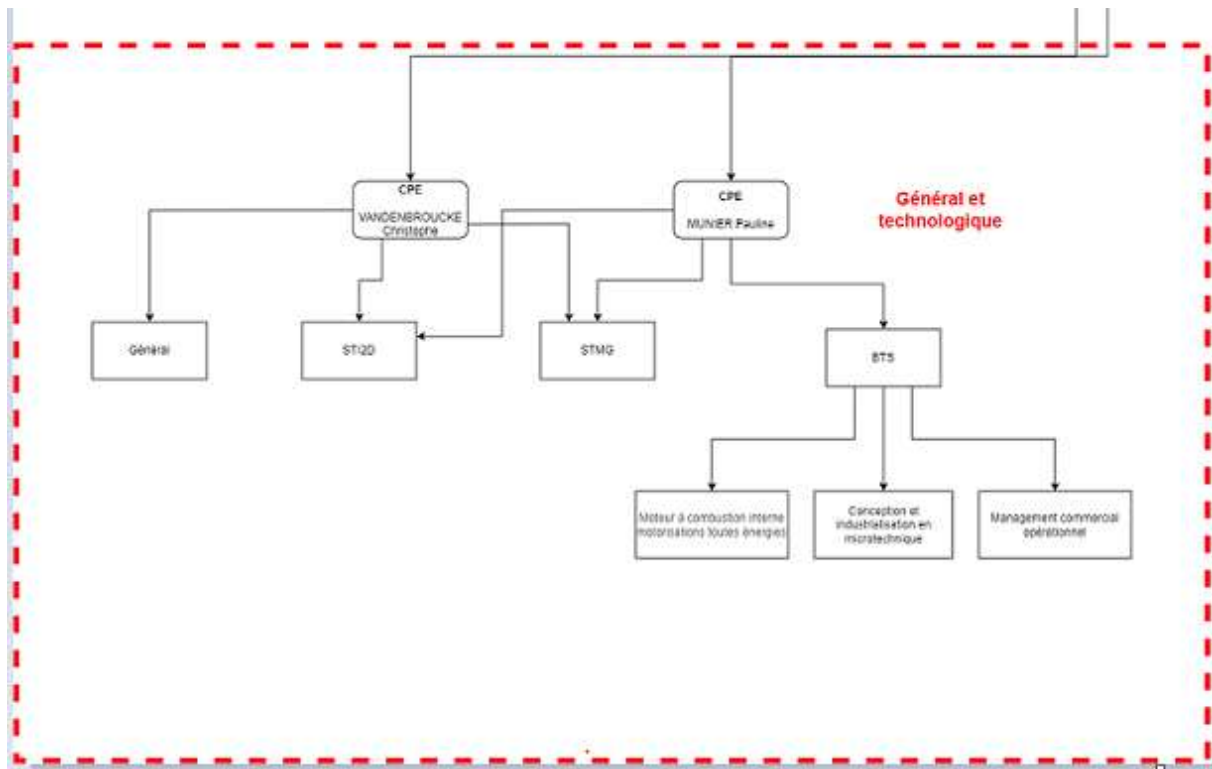 CPE
VANDENBROUCKE
Christophe
CPE
MUNIER Pauline
Général et
technologique
Général
STI2D
STMG
BTS
Moteur à combustion interne
motorisations toutes énergies
Conception et
industrialisation en
microtechnique
Management commercial
opérationnel